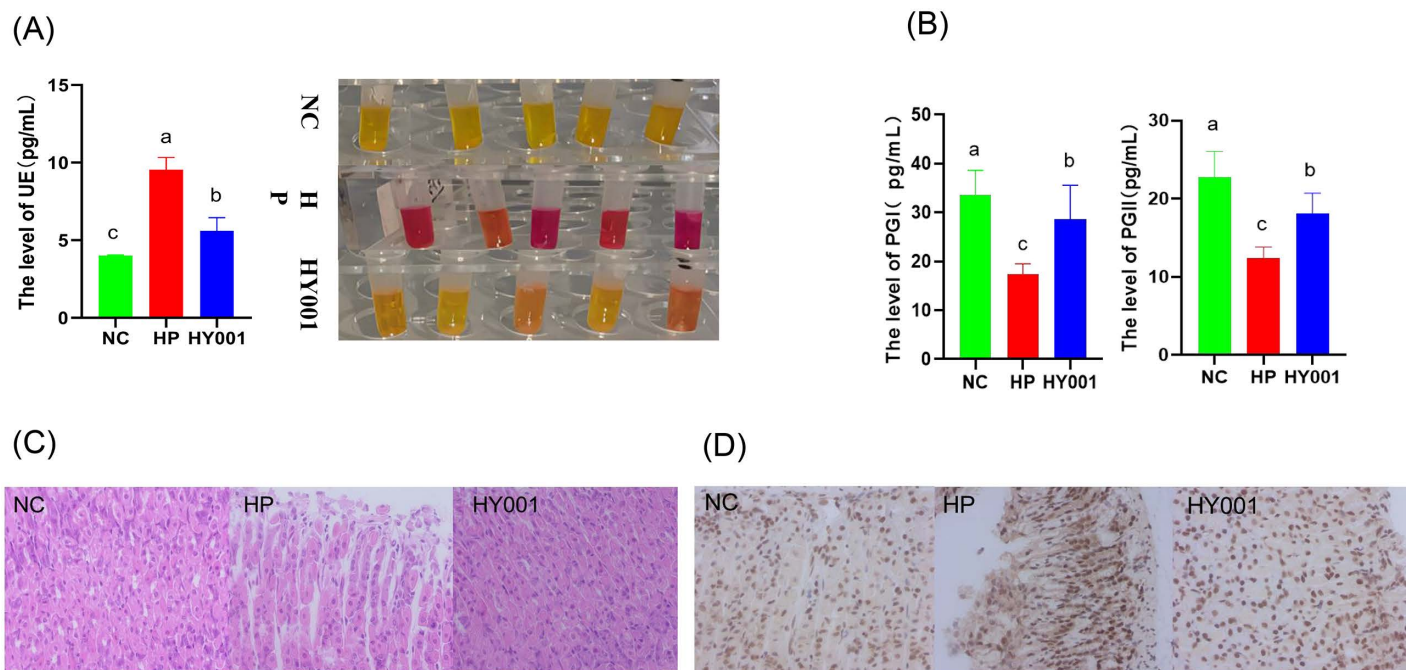 (A)
The level of UE(pg/mL)
15
10
5
0
c
a
b
NC
HP
HY001
NC
HP
HY001
(B)
The level of PGI( pg/mL)
50
40
30
20
10
0
a
c
b
NC
HP
HY001
The level of PGII(pg/mL)
30
20
10
0
a
c
b
NC
HP
HY001
(C)
NC
HP
HY001
(D)
NC
HP
HY001